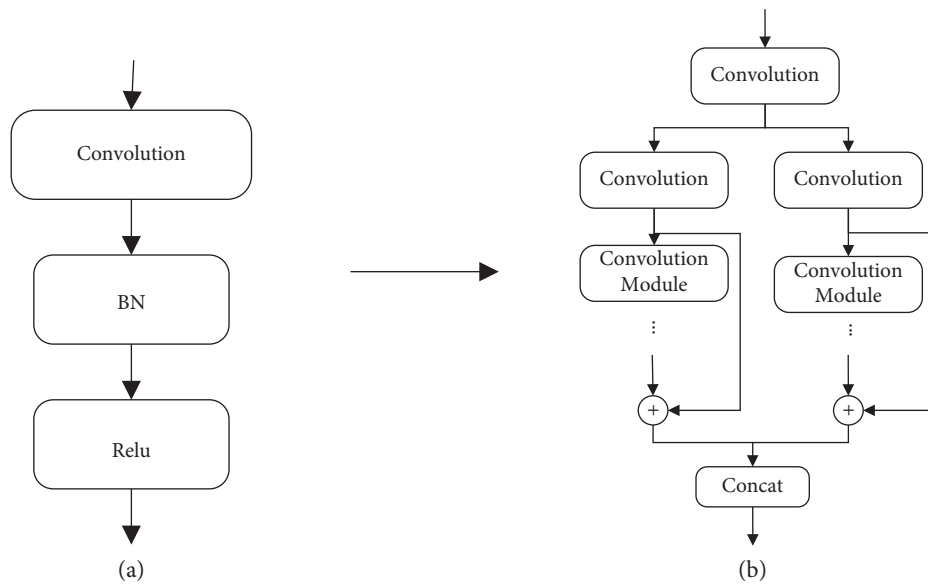 Convolution
BN
Relu
(a)
Convolution
Convolution
Convolution
Convolution
Module
Convolution
Module
...
...
+
+
Concat
(b)